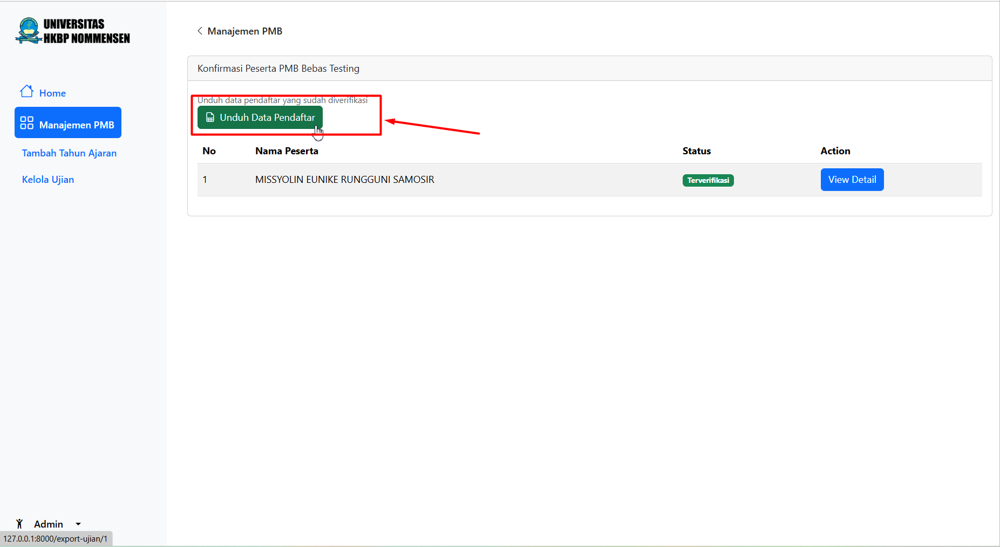 UNIVERSITAS
HKBP NOMMENSEN
Home
Manajemen PMB
Tambah Tahun Ajaran
Kelola Ujian
Manajemen PMB
Konfirmasi Peserta PMB Bebas Testing
Unduh data pendaftar yang sudah diverifikasi
Unduh Data Pendaftar
No Nama Peserta Status Action
1 MISSYOLIN EUNIKE RUNGGUNI SAMOSIR Terverifikasi View Detail
Admin
127.0.0.1:8000/export-ujian/1